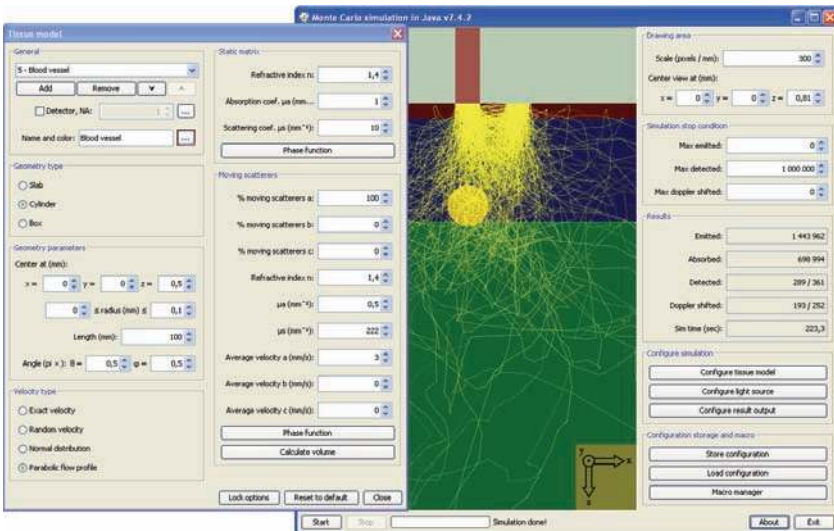 Monte Carlo simulation in Java v2.4.2
Tissue model
General
5 - Blood vessel
Add Remove
Detector, NA: 1 ...
Name and color: Blood vessel ...
Geometry type
Slab
Cylinder
Box
Geometry parameters
Center at (mm):
x = 0 y = 0 z = 0,5
0 ≤ radius (mm) ≤ 0,1
Length (mm): 100
Angle (pi x): θ = 0,5 φ = 0,5
Velocity type
Exact velocity
Random velocity
Normal distribution
Parabolic flow profile
Static matrix
Refractive index n: 1,4
Absorption coef. μa (mm... 1
Scattering coef. μs (mm⁻¹): 10
Phase function
Moving scatterers
% moving scatterers a: 100
% moving scatterers b: 0
% moving scatterers c: 0
Refractive index n: 1,4
μa (mm⁻¹): 0,5
μs (mm⁻¹): 222
Average velocity a (mm/s): 3
Average velocity b (mm/s): 0
Average velocity c (mm/s): 0
Phase function
Calculate volume
Lock options Reset to default Close
y x z
Drawing area
Scale (pixels / mm): 300
Center view at (mm):
x = 0 y = 0 z = 0,81
Simulation stop condition
Max emitted: 0
Max detected: 1 000 000
Max doppler shifted: 0
Results
Emitted: 1 443 962
Absorbed: 698 994
Detected: 289 / 361
Doppler shifted: 193 / 252
Sim time (sec): 223,3
Configure simulation
Configure tissue model
Configure light source
Configure result output
Configuration storage and macro
Store configuration
Load configuration
Macro manager
Start Stop Simulation done! About Exit